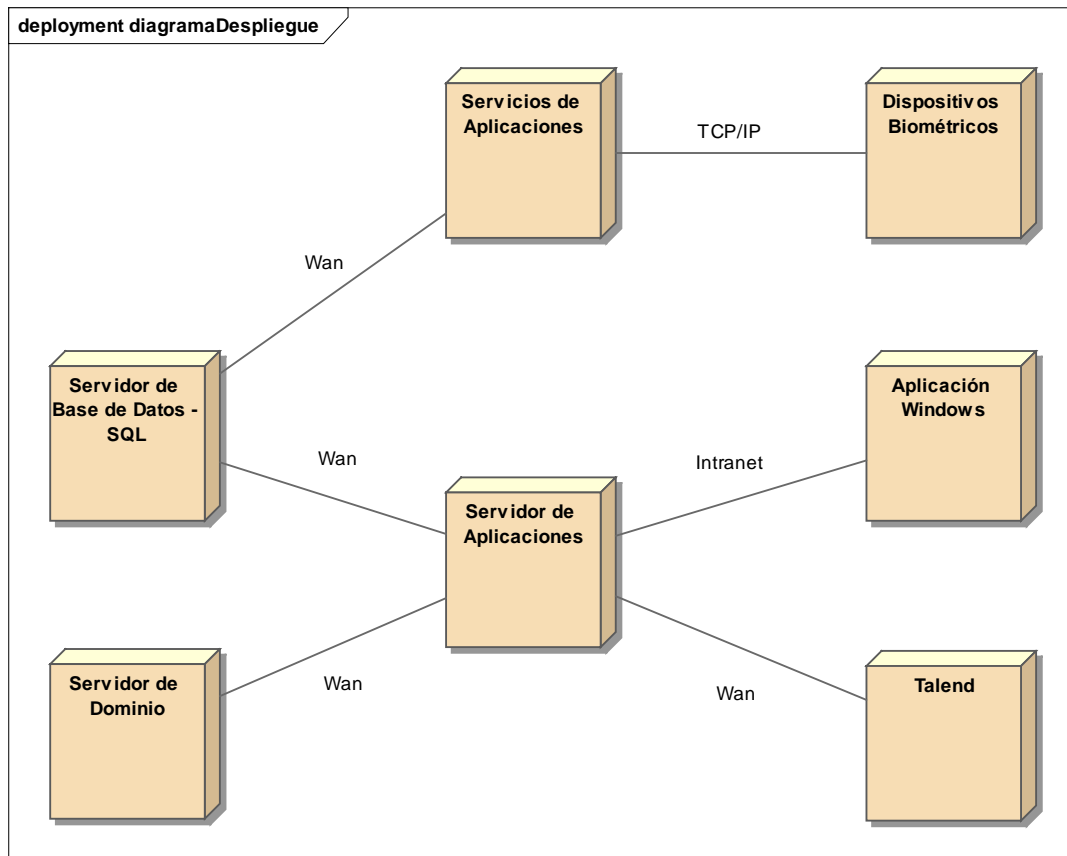 deployment diagramaDespliegue
Servicios de
Aplicaciones
TCP/IP
Dispositivos
Biométricos
Wan
Servidor de
Base de Datos -
SQL
Wan
Servidor de
Aplicaciones
Intranet
Aplicación
Windows
Servidor de
Dominio
Wan
Wan
Talend